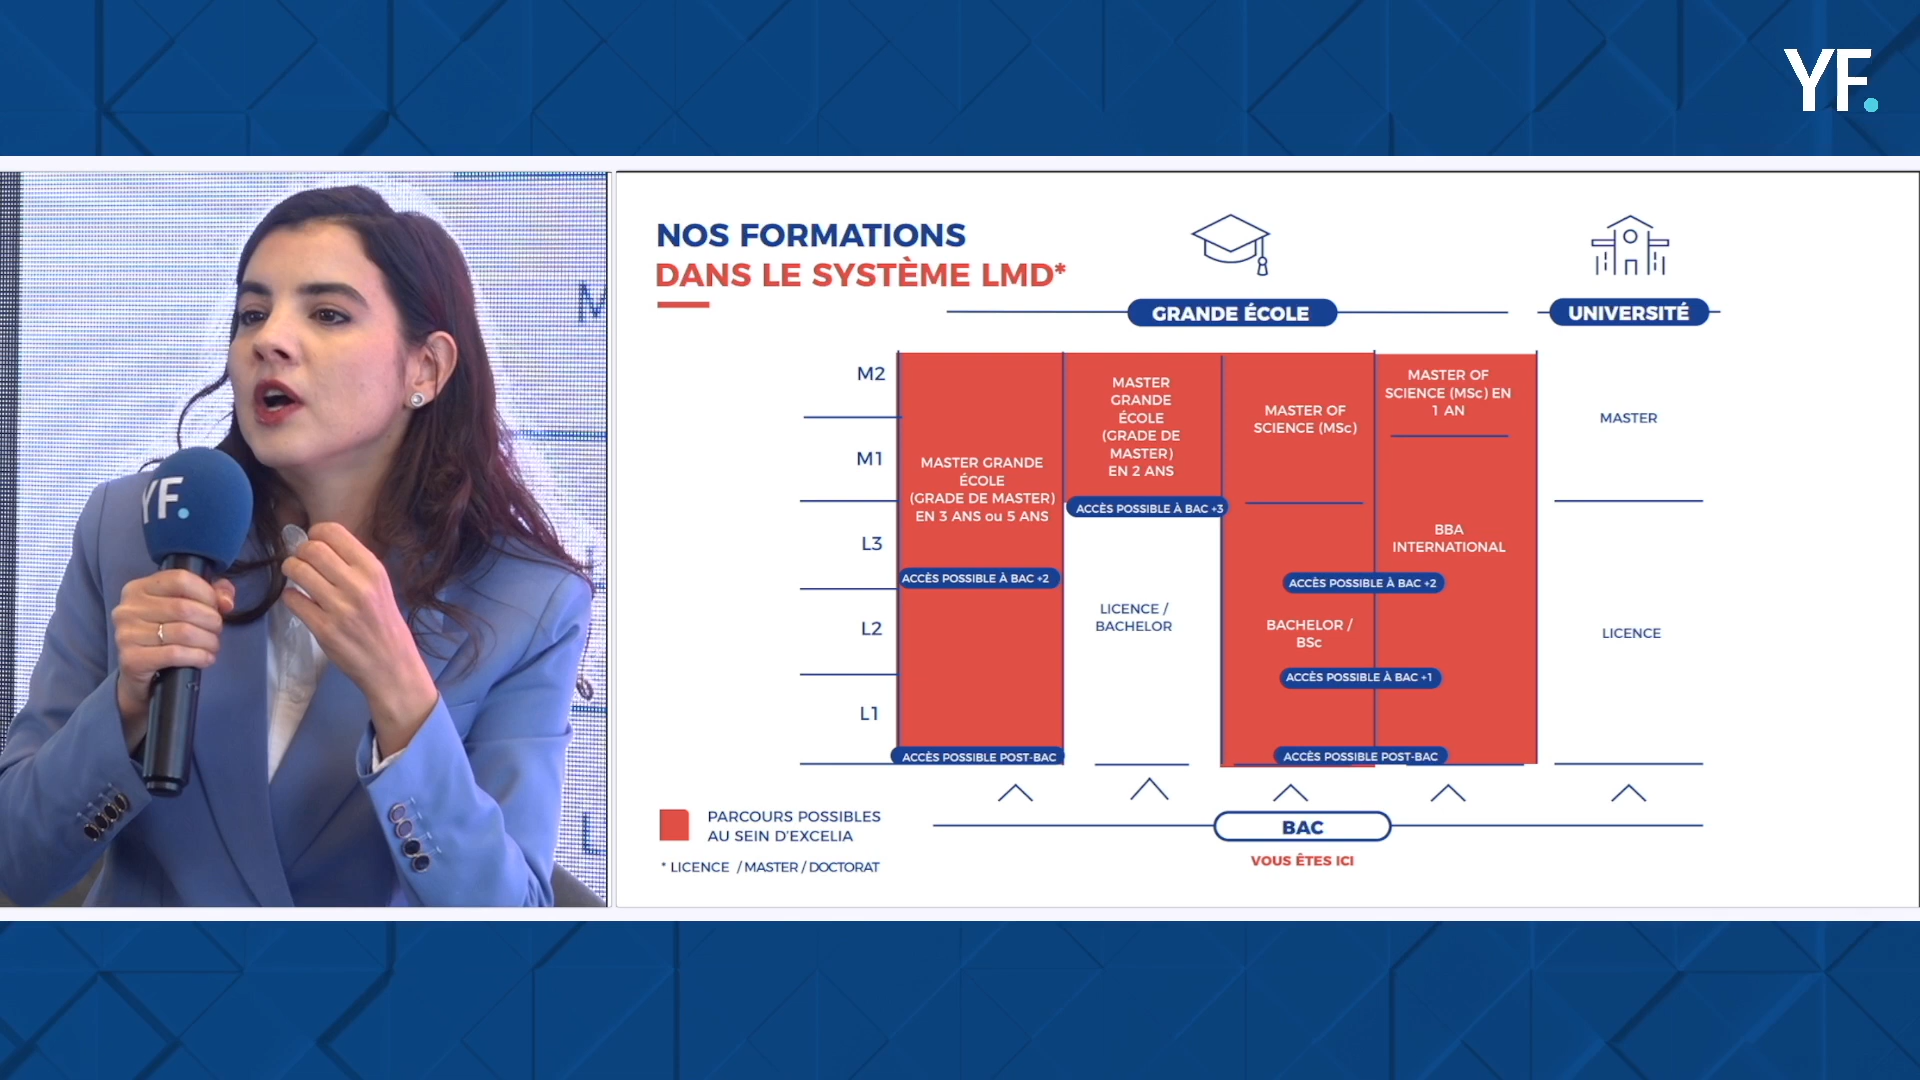 YF.
YF.
NOS FORMATIONS
DANS LE SYSTÈME LMD*
GRANDE ÉCOLE
UNIVERSITÉ
M2
M1
L3
L2
L1
MASTER GRANDE
ÉCOLE
(GRADE DE MASTER)
EN 3 ANS ou 5 ANS
ACCÈS POSSIBLE À BAC +2
ACCÈS POSSIBLE POST-BAC
MASTER
GRANDE
ÉCOLE
(GRADE DE
MASTER)
EN 2 ANS
ACCÈS POSSIBLE À BAC +3
LICENCE /
BACHELOR
MASTER OF
SCIENCE (MSc)
BACHELOR /
BSc
MASTER OF
SCIENCE (MSc) EN
1 AN
BBA
INTERNATIONAL
ACCÈS POSSIBLE À BAC +2
ACCÈS POSSIBLE À BAC +1
ACCÈS POSSIBLE POST-BAC
MASTER
LICENCE
BAC
VOUS ÊTES ICI
PARCOURS POSSIBLES
AU SEIN D'EXCELIA
* LICENCE / MASTER / DOCTORAT